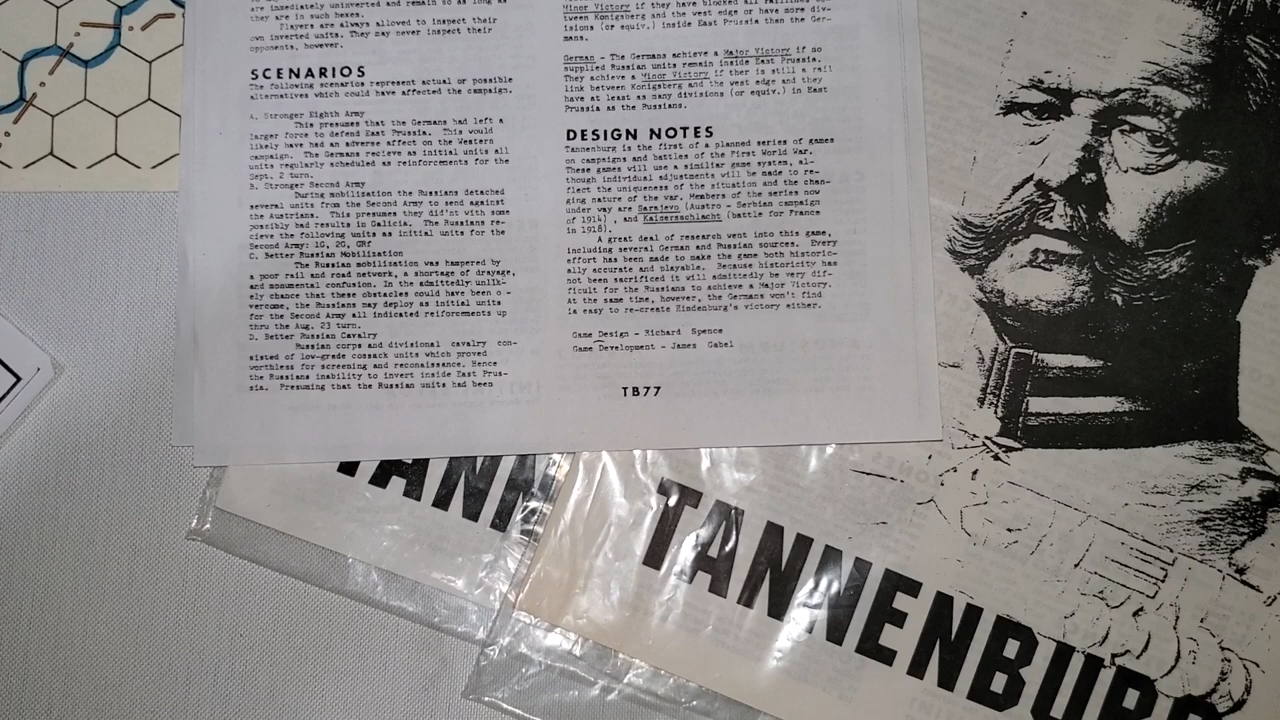 are immediately uninverted and remain so as long as
they are in such hexes.
Players are always allowed to inspect their
own inverted units. They may never inspect their
opponents, however.
SCENARIOS
The following scenarios represent actual or possible
alternatives which could have affected the campaign.
A. Stronger Eighth Army
This presumes that the Germans had left a
larger force to defend East Prussia. This would
likely have had an adverse affect on the Western
campaign. The Germans recieve as initial units all
units regularly scheduled as reinforcements for the
Sept. 2 turn.
B. Stronger Second Army
During mobilization the Russians detached
several units from the Second Army to send against
the Austrians. This presumes they did'nt with some
possibly bad results in Galicia. The Russians re-
cieve the following units as initial units for the
Second Army: 1G, 2G, GRf
C. Better Russian Mobilization
The Russian mobilization was hampered by
a poor rail and road network, a shortage of drayage,
and monumental confusion. In the admittedly unlik-
ely chance that these obstacles could have been o-
vercome, the Russians may deploy as initial units
for the Second Army all indicated reiforcements up
thru the Aug. 23 turn.
D. Better Russian Cavalry
Russian corps and divisional cavalry con-
sisted of low-grade cossack units which proved
worthless for screening and reconaissance. Hence
the Russians inability to invert inside East Prus-
sia. Presuming that the Russian units had been
Minor Victory if they have blocked all
tween Konigsberg and the west edge or have more div-
isions (or equiv.) inside East Prussia than the Ger-
mans.
German - The Germans achieve a Major Victory if no
supplied Russian units remain inside East Prussia.
They achieve a Minor Victory if ther is still a rail
link between Konigsberg and the west edge and they
have at least as many divisions (or equiv.) in East
Prussia as the Russians.
DESIGN NOTES
Tannenburg is the first of a planned series of games
on campaigns and battles of the First World War.
These games will use a similiar game system, al-
though individual adjustments will be made to re-
flect the uniqueness of the situation and the chan-
ging nature of the war. Members of the series now
under way are Sarajevo (Austro - Serbian campaign
of 1914) , and Kaiserschlacht (battle for France
in 1918).
A great deal of research went into this game,
including several German and Russian sources. Every
effort has been made to make the game both historic-
ally accurate and playable. Because historicity has
not been sacrificed it will admittedly be very dif-
ficult for the Russians to achieve a Major Victory.
At the same time, however, the Germans won't find
is easy to re-create Hindenburg's victory either.
Game Design - Richard Spence
Game Development - James Gabel
TB77
TANN
TANNENBURG